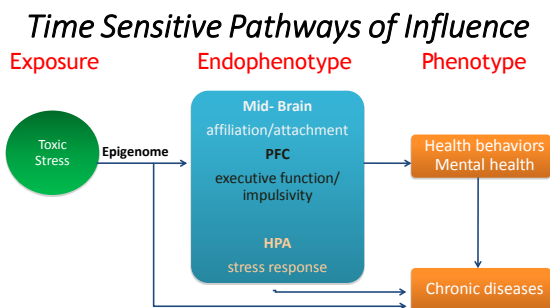 Time Sensitive Pathways of Influence
Exposure
Endophenotype
Phenotype
Toxic
Stress
Epigenome
Mid- Brain
affiliation/attachment
PFC
executive function/
impulsivity
HPA
stress response
Health behaviors
Mental health
Chronic diseases